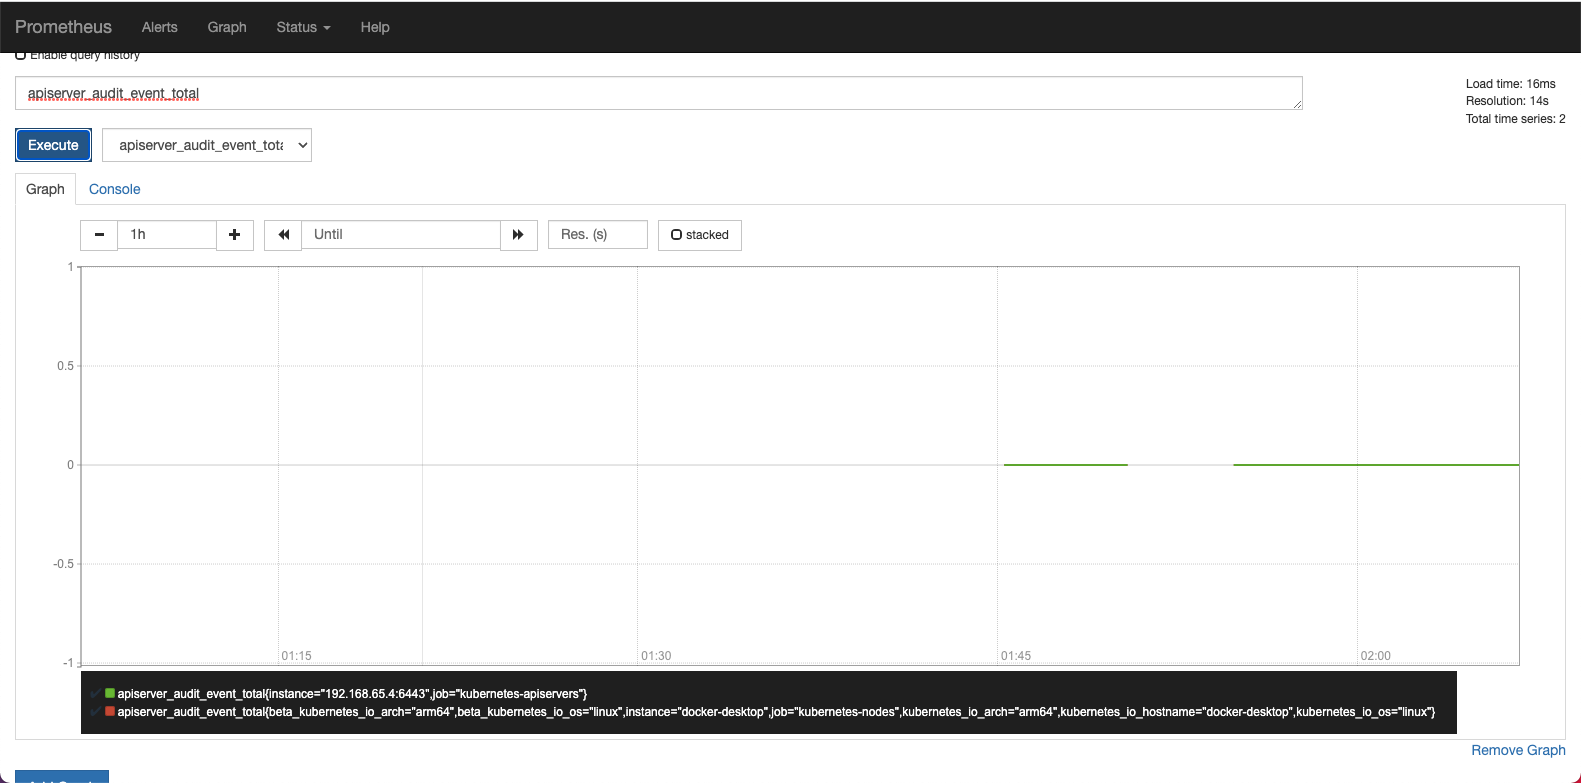 Prometheus Alerts Graph Status Help
Enable query history
apiserver_audit_event_total
Load time: 16ms
Resolution: 14s
Total time series: 2
Execute apiserver_audit_event_tota
Graph Console
1h Until Res. (s) stacked
1
0.5
0
-0.5
-1
01:15 01:30 01:45 02:00
apiserver_audit_event_total{instance="192.168.65.4:6443",job="kubernetes-apiservers"}
apiserver_audit_event_total{beta_kubernetes_io_arch="arm64",beta_kubernetes_io_os="linux",instance="docker-desktop",job="kubernetes-nodes",kubernetes_io_arch="arm64",kubernetes_io_hostname="docker-desktop",kubernetes_io_os="linux"}
Remove Graph